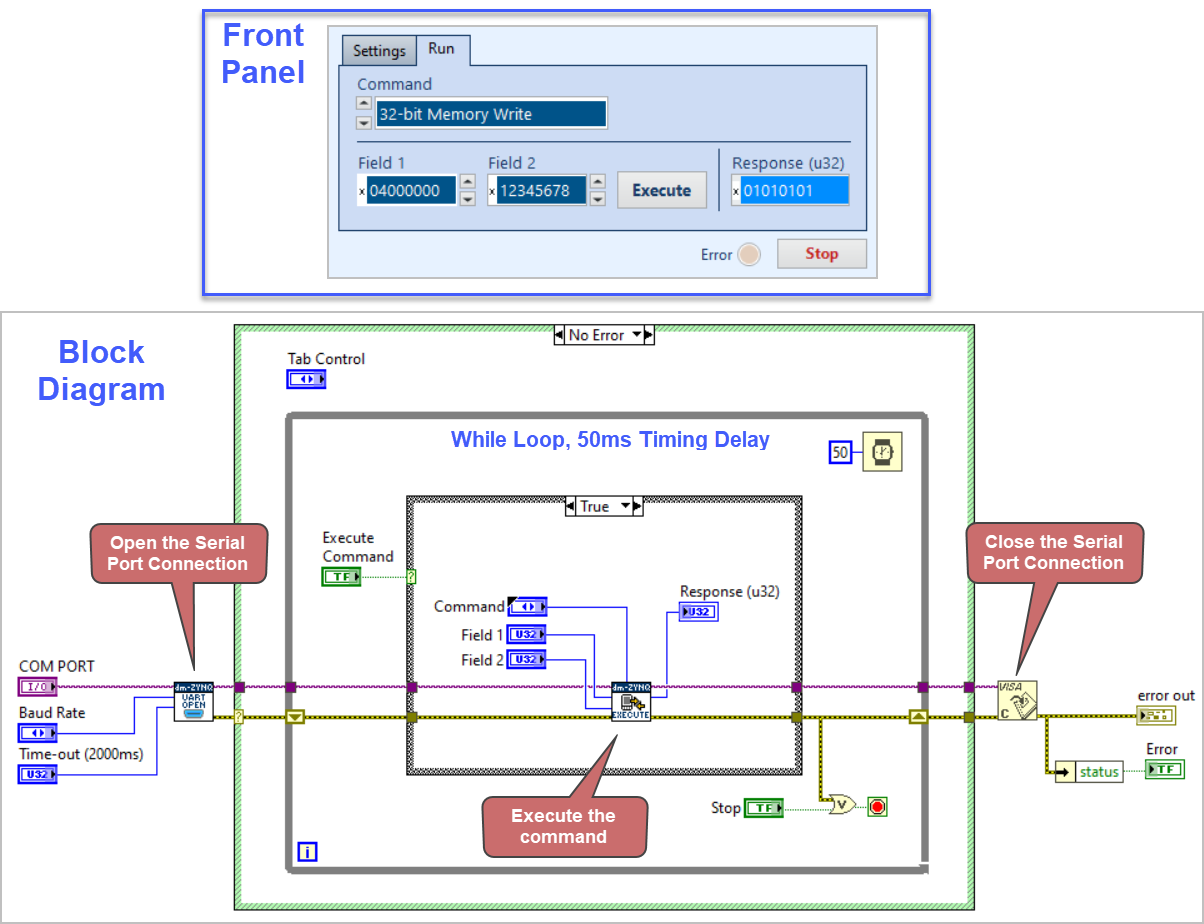 Front
Panel
Settings
Run
Command
32-bit Memory Write
Field 1
Field 2
Response (u32)
x 04000000
x 12345678
Execute
x 01010101
Error
Stop
Block
Diagram
No Error
Tab Control
While Loop, 50ms Timing Delay
50
True
Open the Serial
Port Connection
Close the Serial
Port Connection
Execute
Command
TF
?
Response (u32)
U32
Command
Field 1
U32
Field 2
U32
COM PORT
I/O
dm-ZYNQ
UART
OPEN
dm-ZYNQ
EXECUTE
VISA
C
Baud Rate
?
error out
Time-out (2000ms)
U32
Error
status
TF
Execute the
command
Stop
TF
V
i